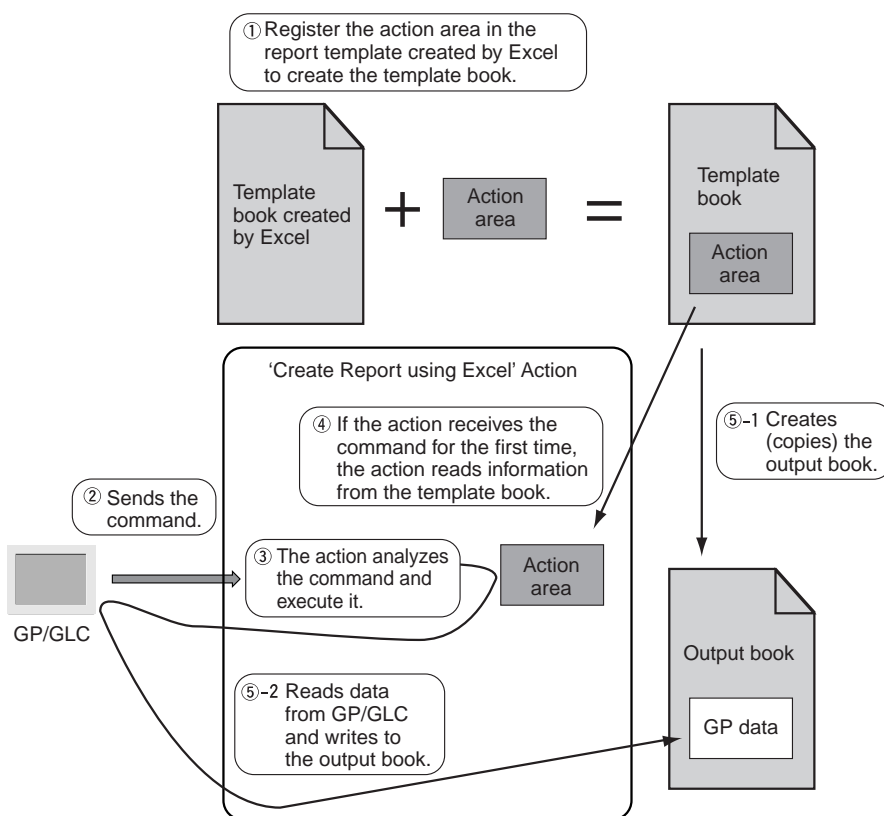 ① Register the action area in the
report template created by Excel
to create the template book.
Template
book created
by Excel
+
Action
area
=
Template
book
Action
area
'Create Report using Excel' Action
④ If the action receives the
command for the first time,
the action reads information
from the template book.
⑤-1 Creates
(copies) the
output book.
② Sends the
command.
③ The action analyzes
the command and
execute it.
Action
area
GP/GLC
Output book
GP data
⑤-2 Reads data
from GP/GLC
and writes to
the output book.